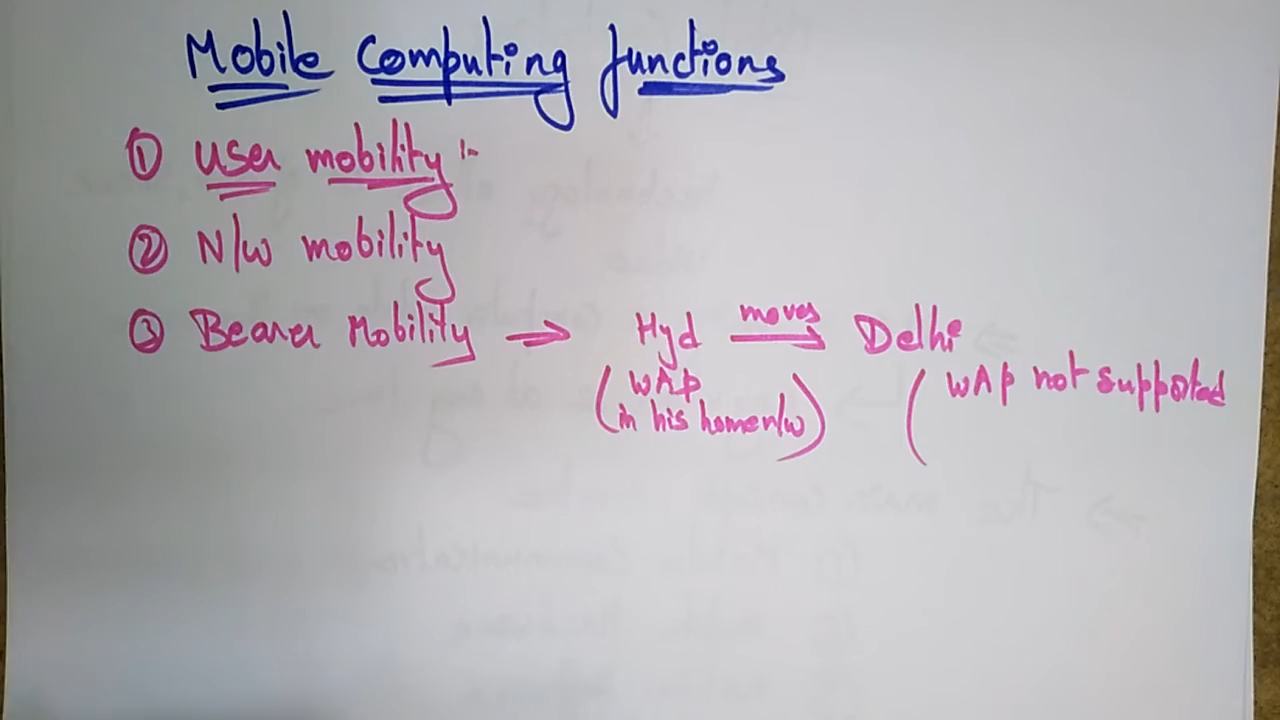 Mobile Computing functions
① user mobility :-
② N/w mobility
③ Bearer Mobility → Hyd moves Delhi
(WAP in his home n/w) ( WAP not supported